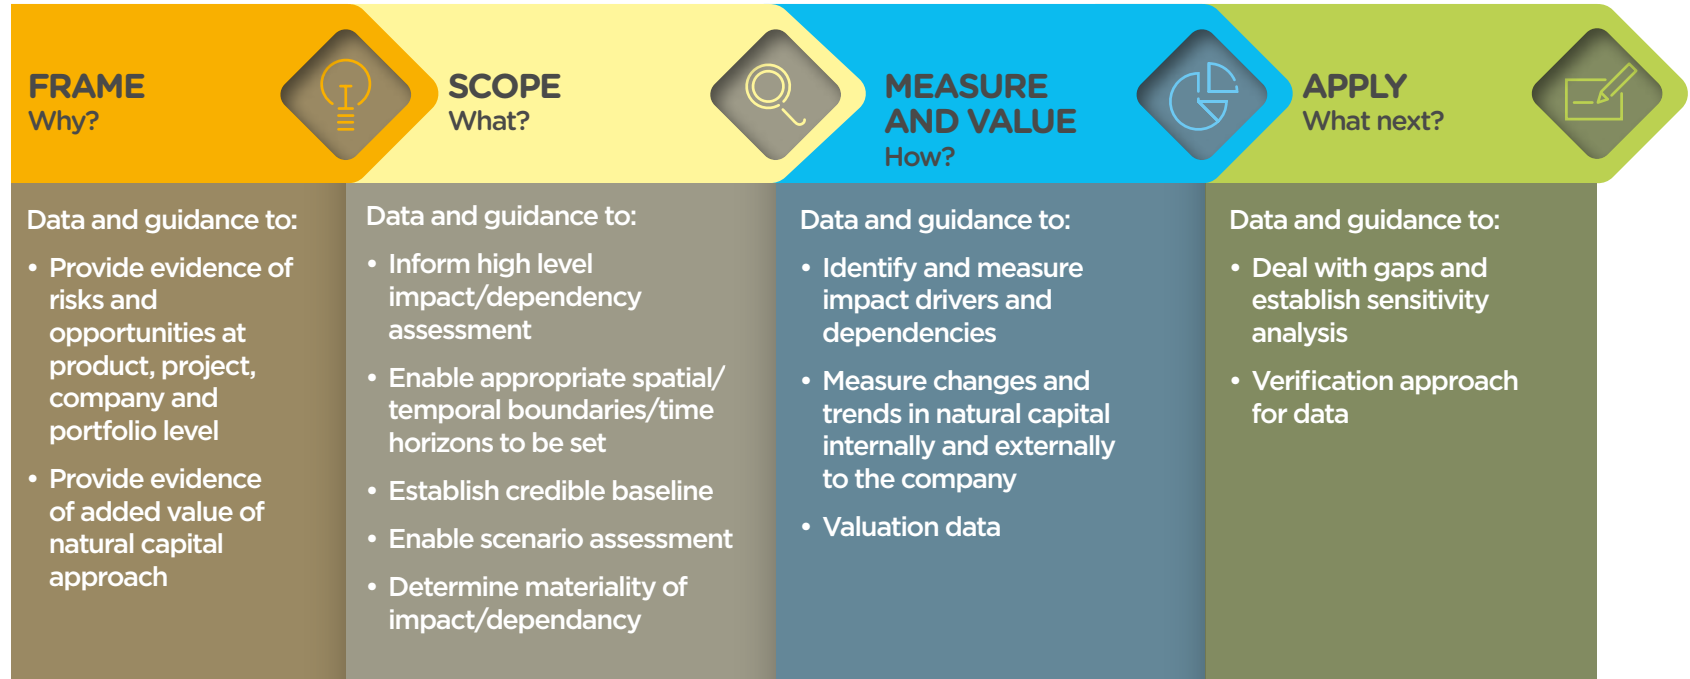 FRAME
Why?
Data and guidance to:
• Provide evidence of
risks and
opportunities at
product, project,
company and
portfolio level
• Provide evidence
of added value of
natural capital
approach
SCOPE
What?
Data and guidance to:
• Inform high level
impact/dependency
assessment
• Enable appropriate spatial/
temporal boundaries/time
horizons to be set
• Establish credible baseline
• Enable scenario assessment
• Determine materiality of
impact/dependancy
MEASURE
AND VALUE
How?
Data and guidance to:
• Identify and measure
impact drivers and
dependencies
• Measure changes and
trends in natural capital
internally and externally
to the company
• Valuation data
APPLY
What next?
Data and guidance to:
• Deal with gaps and
establish sensitivity
analysis
• Verification approach
for data